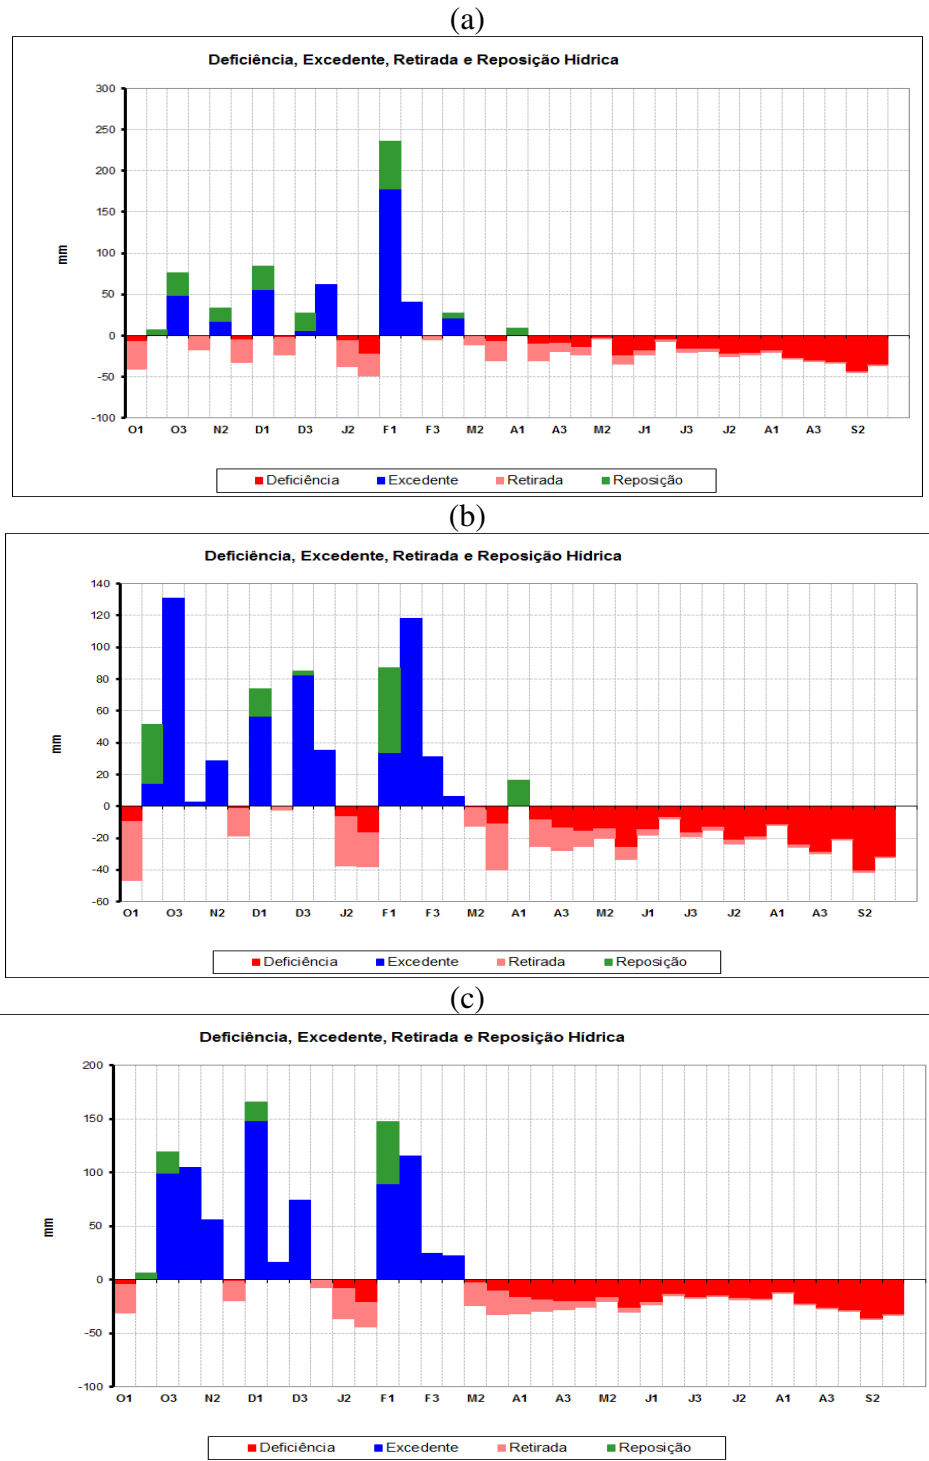 (a)
Deficiência, Excedente, Retirada e Reposição Hídrica
300
250
200
150
100
50
0
-50
-100
mm
O1 O3 N2 D1 D3 J2 F1 F3 M2 A1 A3 M2 J1 J3 J2 A1 A3 S2
Deficiência Excedente Retirada Reposição
(b)
Deficiência, Excedente, Retirada e Reposição Hídrica
140
120
100
80
60
40
20
0
-20
-40
-60
mm
O1 O3 N2 D1 D3 J2 F1 F3 M2 A1 A3 M2 J1 J3 J2 A1 A3 S2
Deficiência Excedente Retirada Reposição
(c)
Deficiência, Excedente, Retirada e Reposição Hídrica
200
150
100
50
0
-50
-100
mm
O1 O3 N2 D1 D3 J2 F1 F3 M2 A1 A3 M2 J1 J3 J2 A1 A3 S2
Deficiência Excedente Retirada Reposição